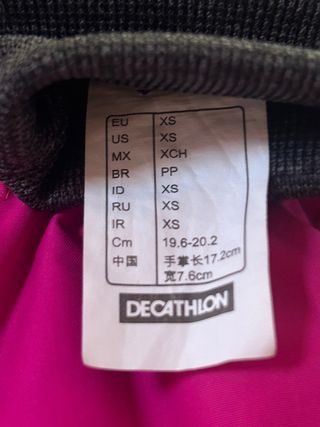 EU XS
US XS
MX XCH
BR PP
ID XS
RU XS
IR XS
Cm 19.6-20.2
中国 手掌长17.2cm
宽7.6cm
DECATHLON